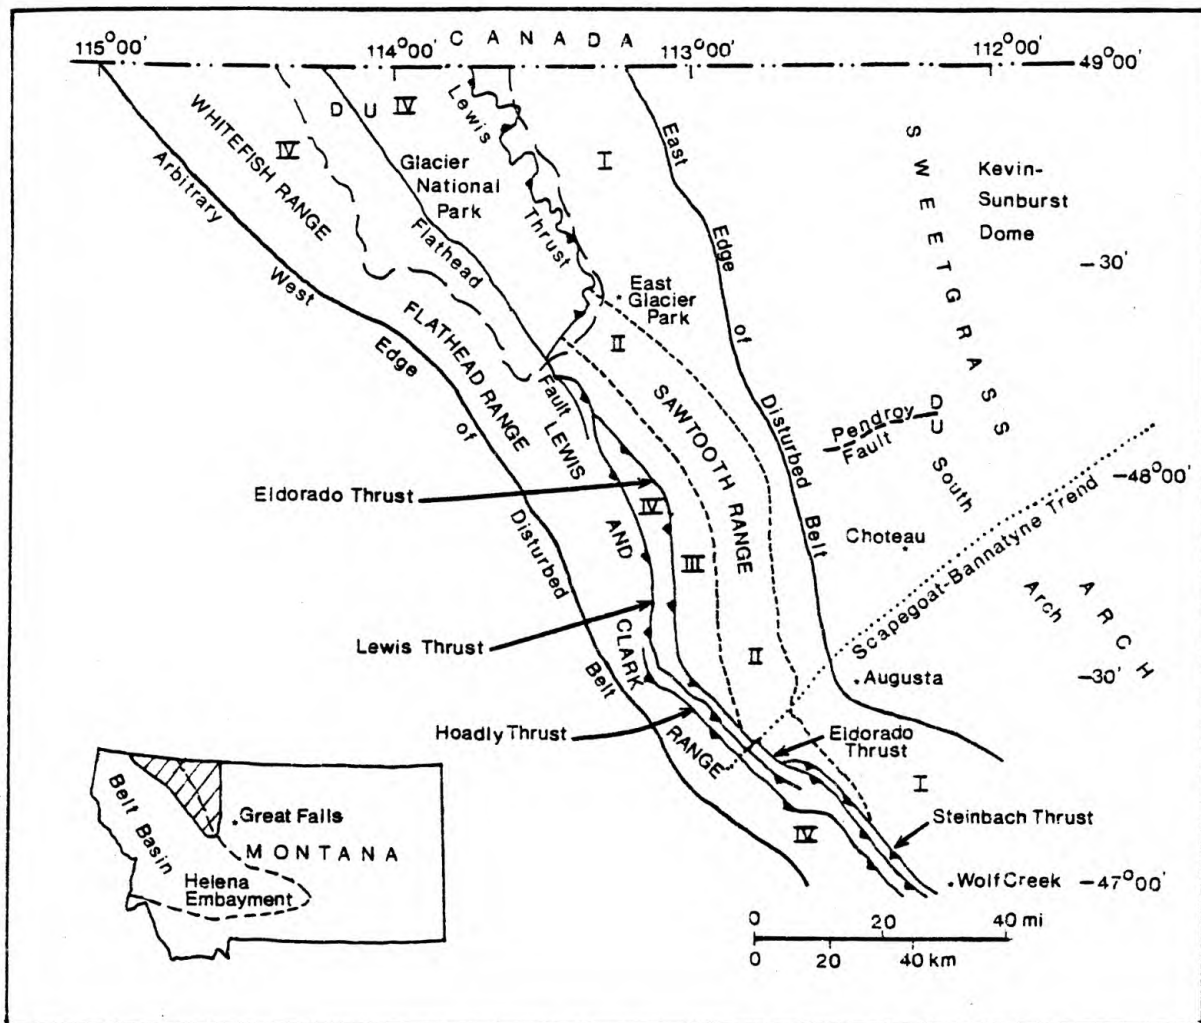 CANADA
115°00'
114°00'
113°00'
112°00'
49°00'
D U
IV
IV
I
WHITEFISH RANGE
Lewis
Thrust
East
Edge
of
Disturbed
Belt
Glacier
National
Park
Flathead
Fault
Arbitrary
West
Edge
of
Disturbed
Belt
SWEETGRASS
ARCH
Kevin-
Sunburst
Dome
-30'
East
Glacier
Park
II
FLATHEAD RANGE
LEWIS
AND
CLARK
RANGE
SAWTOOTH RANGE
Pendroy
Fault
D
D
South
Arch
-48°00'
Eldorado Thrust
IV
III
Choteau
Scapegoat-Bannatyne Trend
Lewis Thrust
II
Augusta
-30'
Hoadly Thrust
Eldorado
Thrust
I
Steinbach Thrust
IV
Wolf Creek
-47°00'
Belt Basin
Great Falls
MONTANA
Helena
Embayment
0 20 40 mi
0 20 40 km